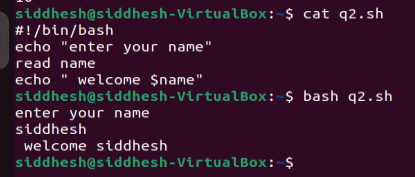 siddhesh@siddhesh-VirtualBox:~$ cat q2.sh
#!/bin/bash
echo "enter your name"
read name
echo " welcome $name"
siddhesh@siddhesh-VirtualBox:~$ bash q2.sh
enter your name
siddhesh
 welcome siddhesh
siddhesh@siddhesh-VirtualBox:~$